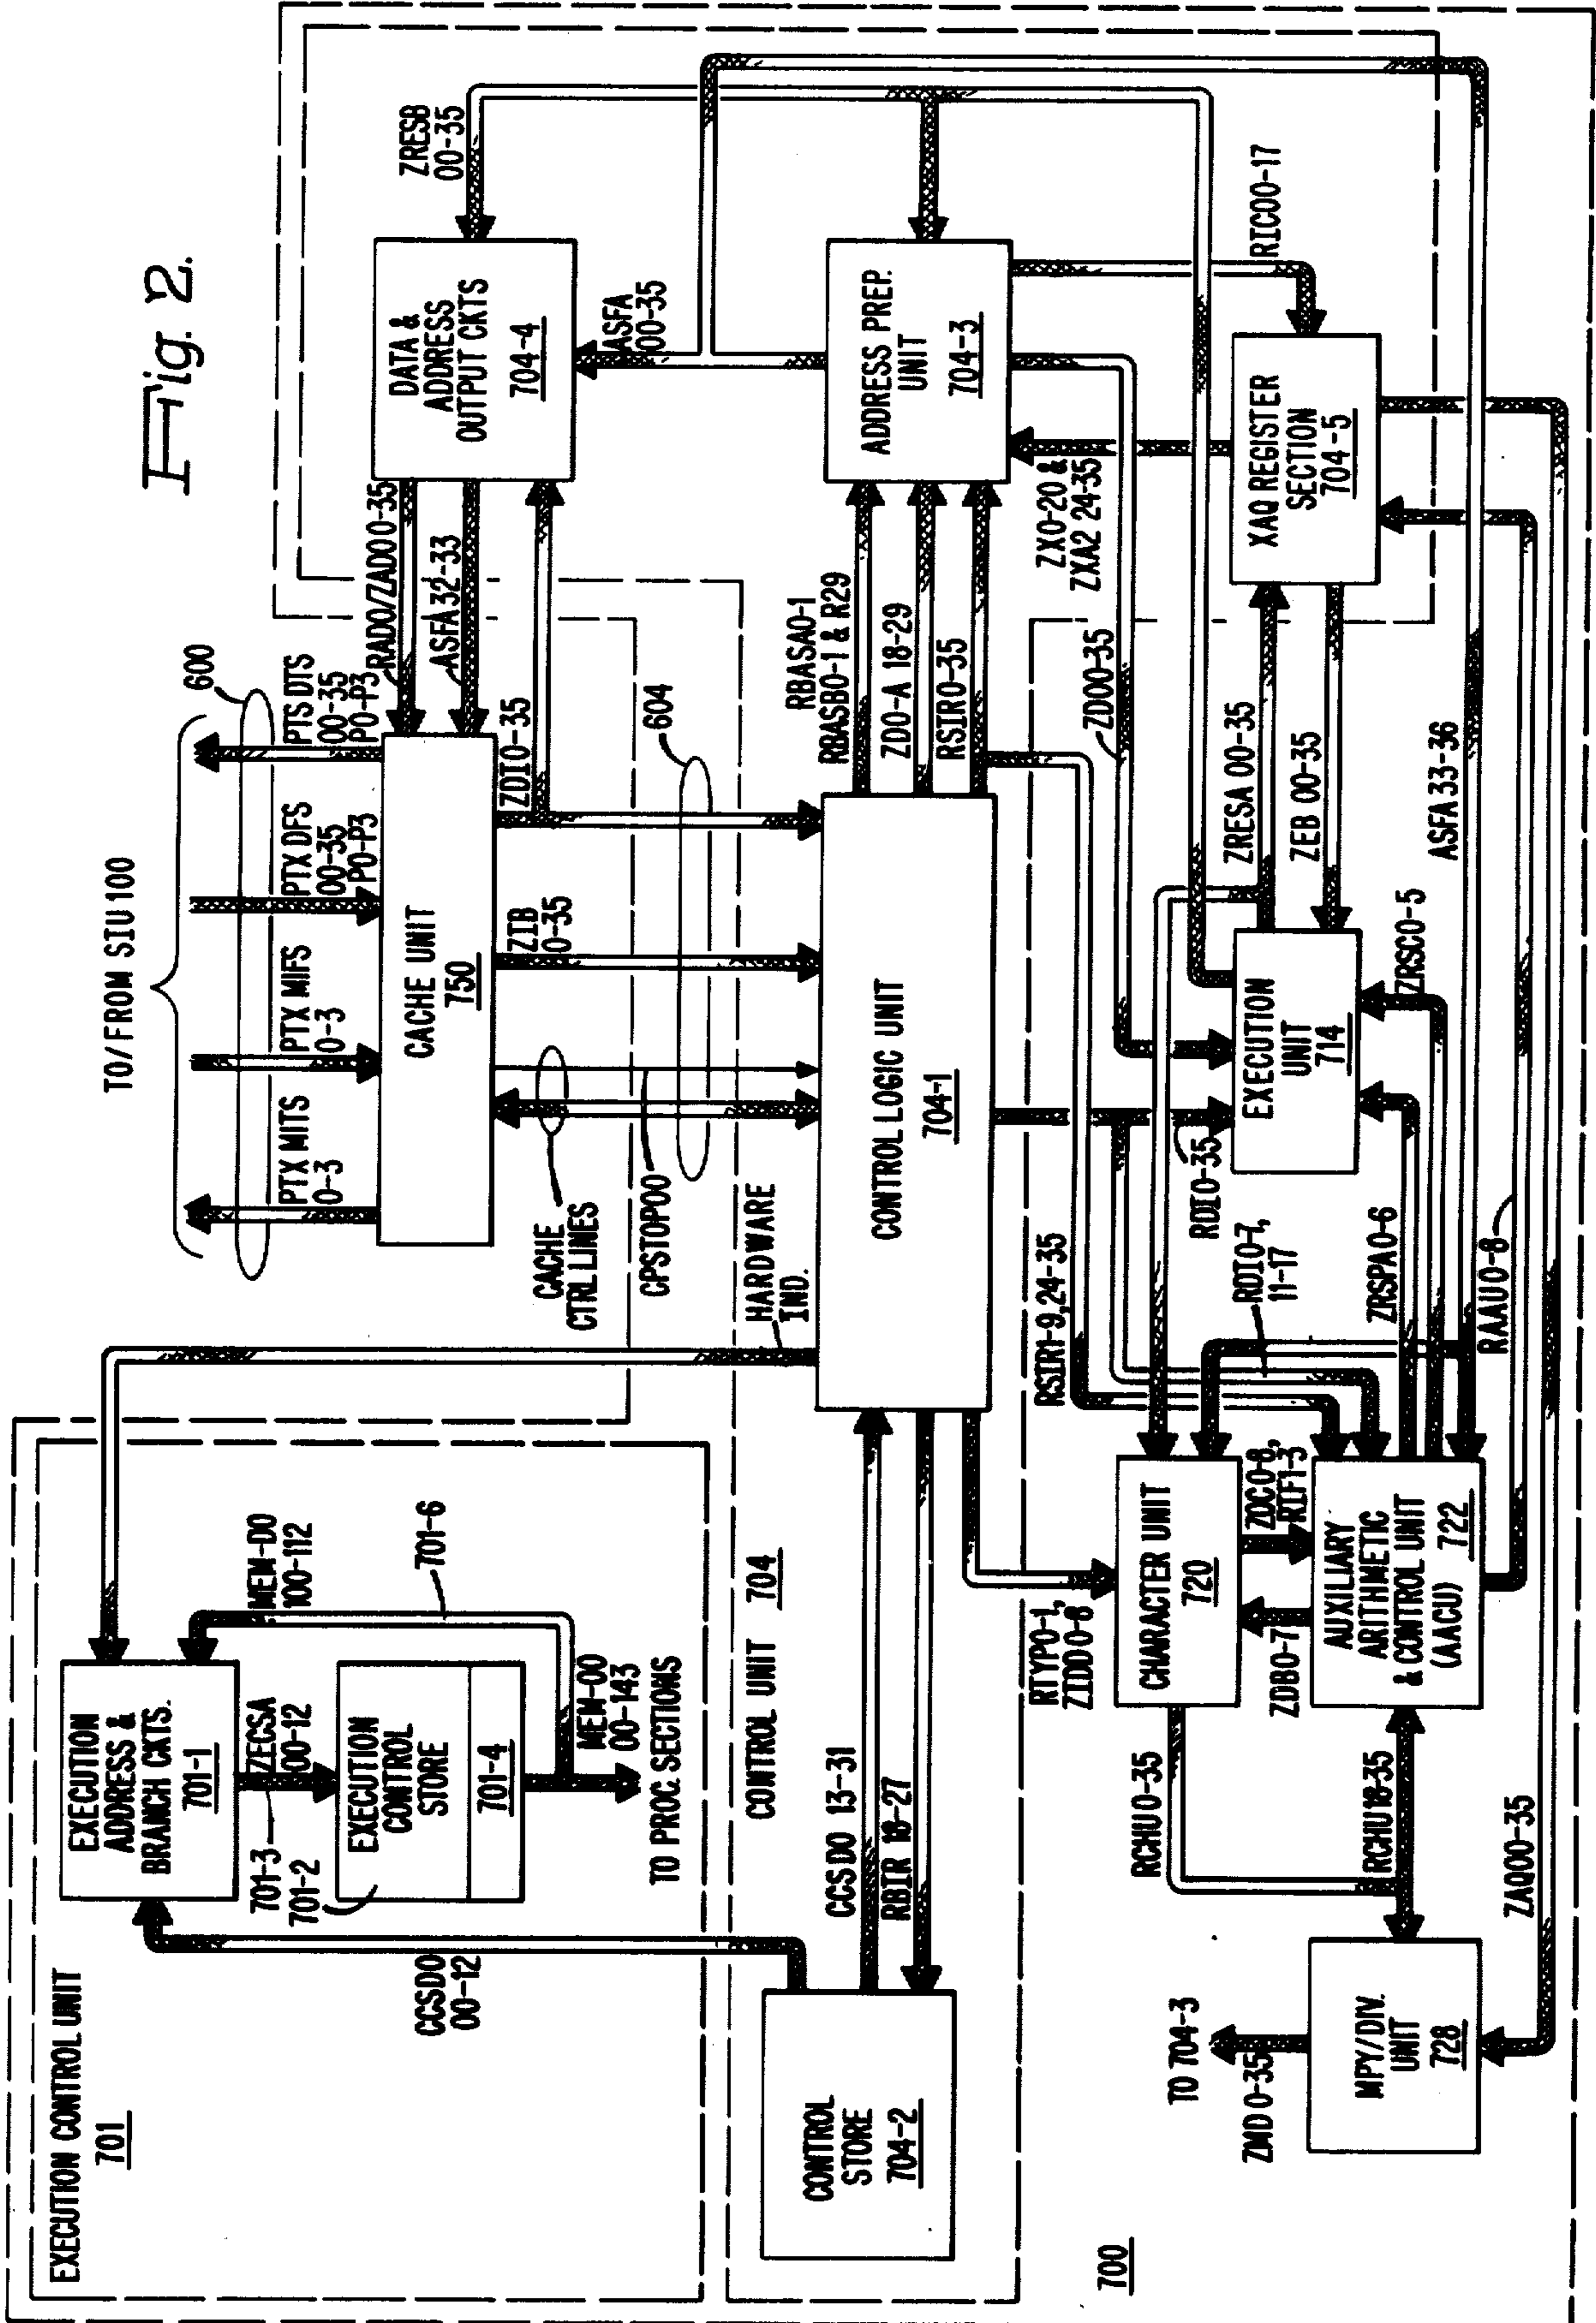 Fig. 2.
TO/FROM SIU 100
600
PTX MITS
0-3
PTX MIFS
0-3
PTX DFS
00-35
P0-P3
PTS DTS
00-35
P0-P3
RADO/ZADO 0-35
ASFA 32-33
ZRESB
00-35
DATA &
ADDRESS
OUTPUT CKTS
704-4
ASFA
00-35
CACHE UNIT
750
ZDI0-35
ZIB
0-35
604
CACHE
CTRL LINES
CPSTOP00
HARDWARE
IND.
EXECUTION CONTROL UNIT
701
EXECUTION
ADDRESS &
BRANCH CKTS.
701-1
ZECSA
00-12
701-3
701-2
EXECUTION
CONTROL
STORE
701-4
MEM-DO
100-112
701-6
MEM-00
00-143
TO PROC. SECTIONS
CCSDO
00-12
CONTROL UNIT 704
CONTROL
STORE
704-2
CCSDO 13-31
RBIR 18-27
CONTROL LOGIC UNIT
704-1
RBASA0-1
RBASB0-1 & R29
ZDO-A 18-29
RSIR0-35
ADDRESS PREP.
UNIT
704-3
ZX0-20 &
ZXA2 24-35
RIC00-17
XAQ REGISTER
SECTION
704-5
ZDO0-35
ZRESA 00-35
ZEB 00-35
EXECUTION
UNIT
714
RDI0-35
RSIR1-9,24-35
RDI0-7,
11-17
ZRSPA0-6
ZRSC0-5
ASFA 33-36
RAAU0-8
RTYP0-1,
ZIDD0-8
CHARACTER UNIT
720
ZDC0-8,
RIF1-3
ZDB0-7
AUXILIARY
ARITHMETIC
& CONTROL UNIT
(AACU) 722
RCHU0-35
RCHU18-35
ZAQ00-35
TO 704-3
ZMD0-35
MPY/DIV.
UNIT
728
700